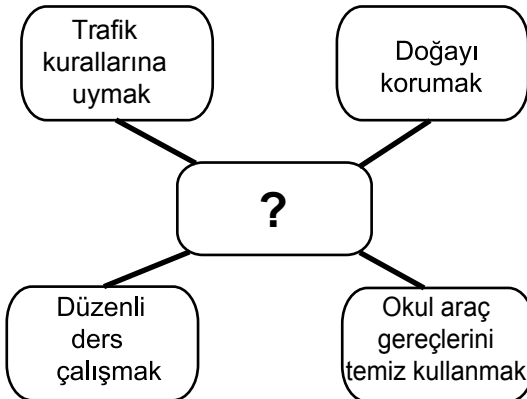 Trafik
kurallarına
uymak
Doğayı
korumak
?
Düzenli
ders
çalışmak
Okul araç
gereçlerini
temiz kullanmak